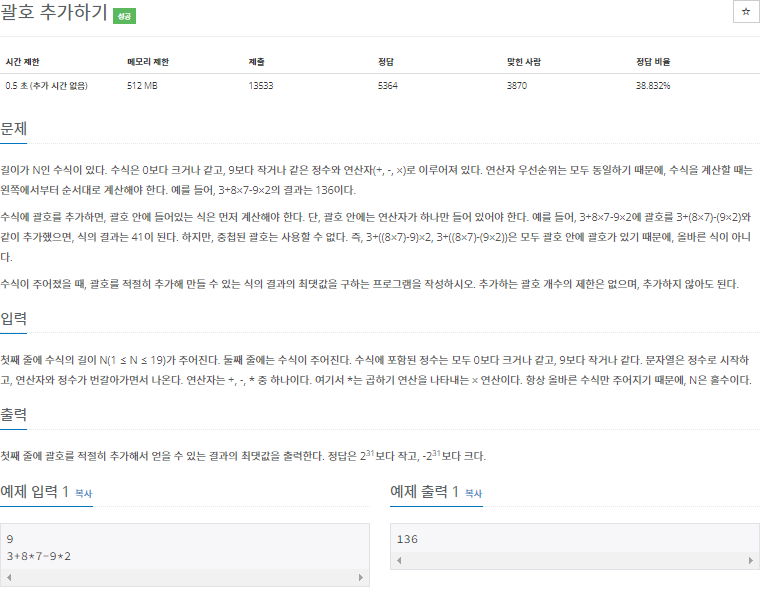 괄호 추가하기 성공
☆
시간 제한 메모리 제한 제출 정답 맞힌 사람 정답 비율
0.5 초 (추가 시간 없음) 512 MB 13533 5364 3870 38.832%
문제
길이가 N인 수식이 있다. 수식은 0보다 크거나 같고, 9보다 작거나 같은 정수와 연산자(+, -, ×)로 이루어져 있다. 연산자 우선순위는 모두 동일하기 때문에, 수식을 계산할 때는
왼쪽에서부터 순서대로 계산해야 한다. 예를 들어, 3+8×7-9×2의 결과는 136이다.
수식에 괄호를 추가하면, 괄호 안에 들어있는 식은 먼저 계산해야 한다. 단, 괄호 안에는 연산자가 하나만 들어 있어야 한다. 예를 들어, 3+8×7-9×2에 괄호를 3+(8×7)-(9×2)와
같이 추가했으면, 식의 결과는 41이 된다. 하지만, 중첩된 괄호는 사용할 수 없다. 즉, 3+((8×7)-9)×2, 3+((8×7)-(9×2))은 모두 괄호 안에 괄호가 있기 때문에, 올바른 식이 아니
다.
수식이 주어졌을 때, 괄호를 적절히 추가해 만들 수 있는 식의 결과의 최댓값을 구하는 프로그램을 작성하시오. 추가하는 괄호 개수의 제한은 없으며, 추가하지 않아도 된다.
입력
첫째 줄에 수식의 길이 N(1 ≤ N ≤ 19)가 주어진다. 둘째 줄에는 수식이 주어진다. 수식에 포함된 정수는 모두 0보다 크거나 같고, 9보다 작거나 같다. 문자열은 정수로 시작하
고, 연산자와 정수가 번갈아가면서 나온다. 연산자는 +, -, * 중 하나이다. 여기서 *는 곱하기 연산을 나타내는 × 연산이다. 항상 올바른 수식만 주어지기 때문에, N은 홀수이다.
출력
첫째 줄에 괄호를 적절히 추가해서 얻을 수 있는 결과의 최댓값을 출력한다. 정답은 2³¹보다 작고, -2³¹보다 크다.
예제 입력 1 복사
9
3+8*7-9*2
예제 출력 1 복사
136